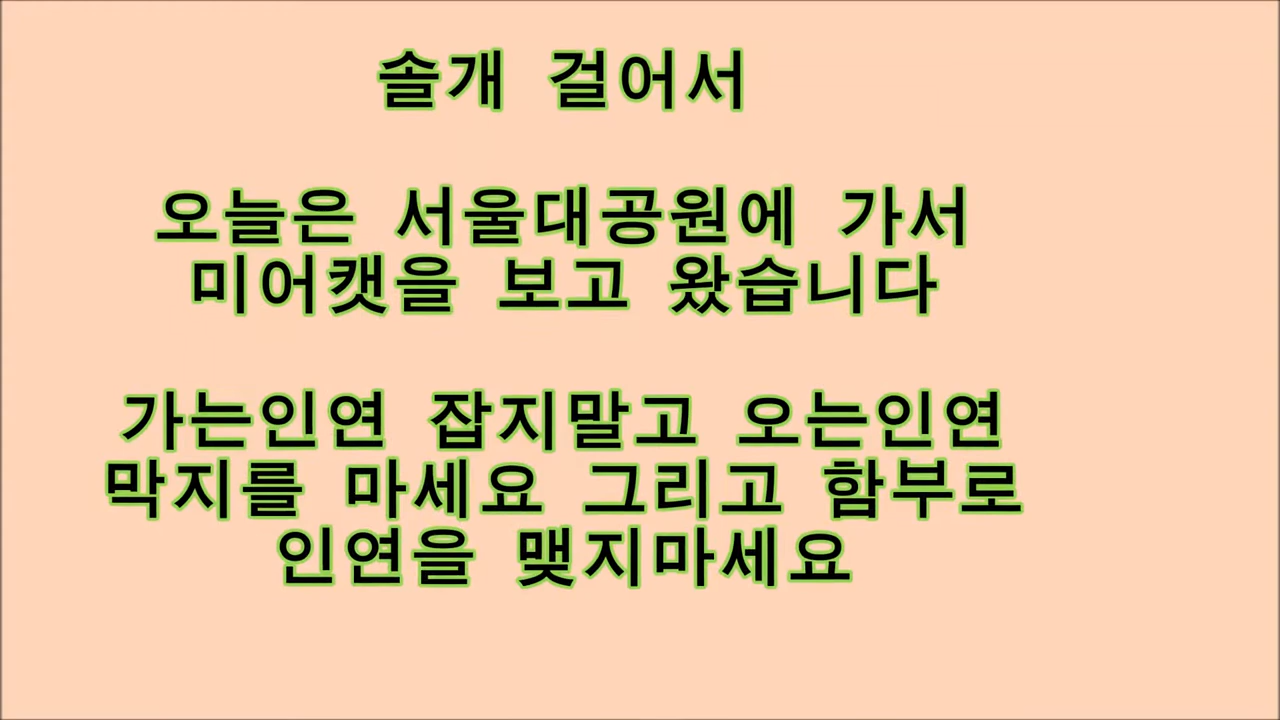 솔개 걸어서
오늘은 서울대공원에 가서
미어캣을 보고 왔습니다
가는인연 잡지말고 오는인연
막지를 마세요 그리고 함부로
인연을 맺지마세요